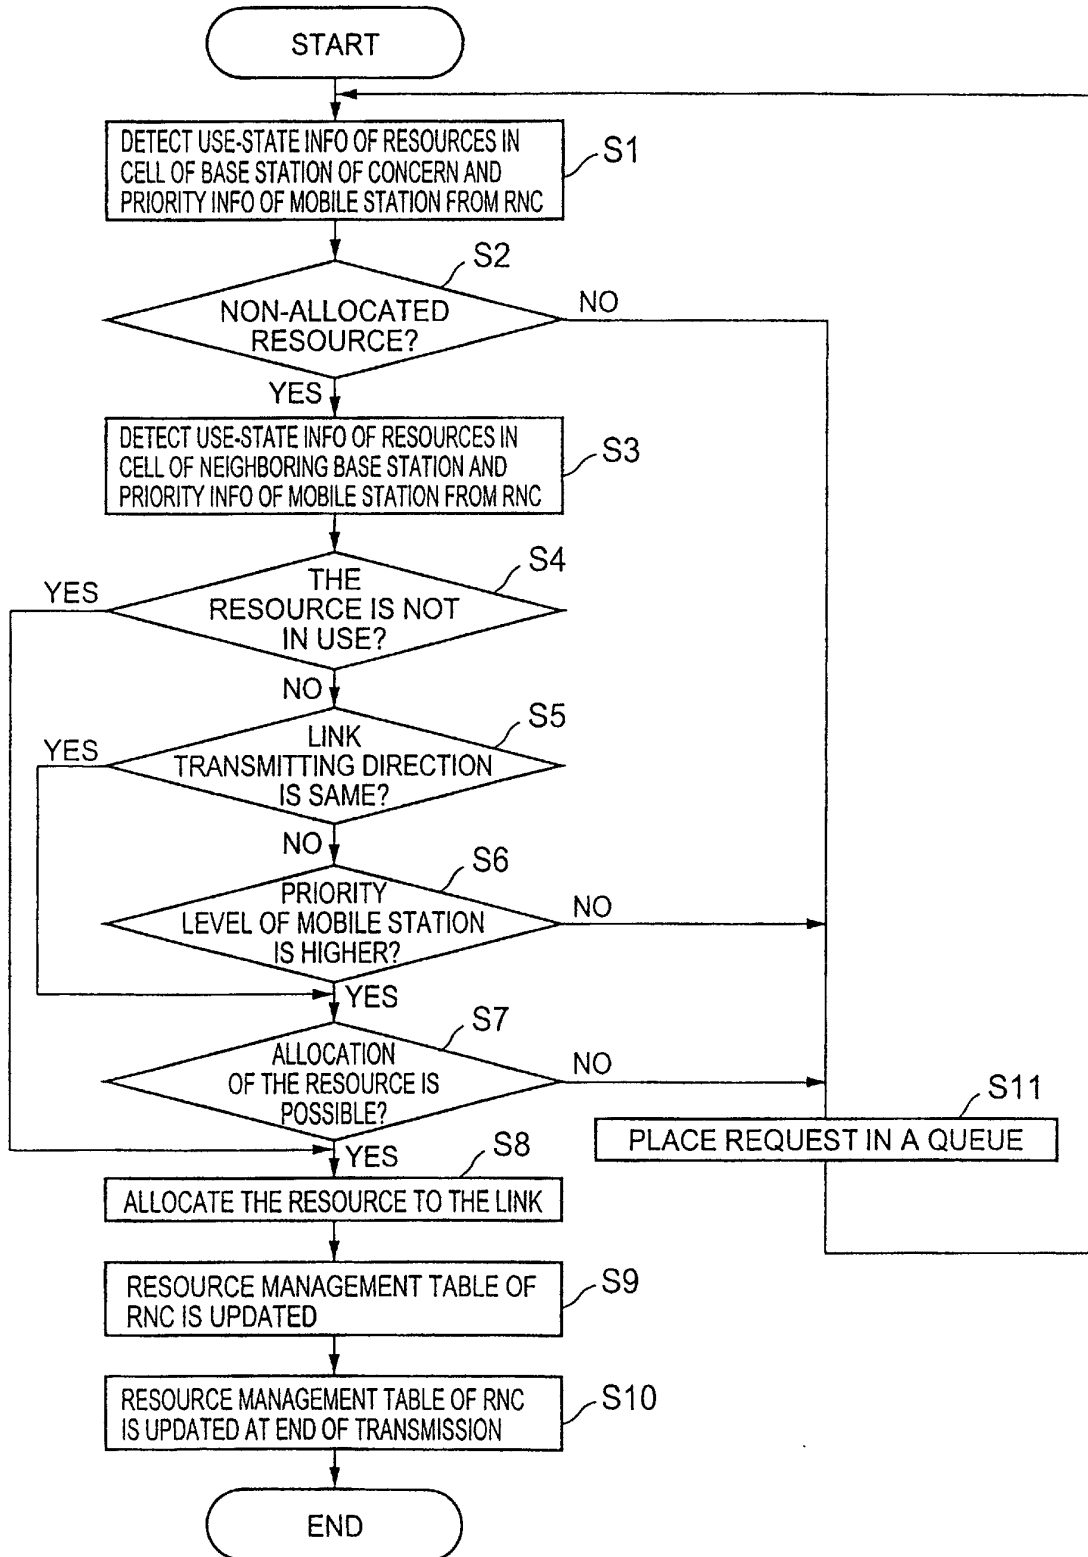 START
DETECT USE-STATE INFO OF RESOURCES IN
CELL OF BASE STATION OF CONCERN AND
PRIORITY INFO OF MOBILE STATION FROM RNC
S1
S2
NON-ALLOCATED
RESOURCE?
NO
YES
DETECT USE-STATE INFO OF RESOURCES IN
CELL OF NEIGHBORING BASE STATION AND
PRIORITY INFO OF MOBILE STATION FROM RNC
S3
S4
YES
THE
RESOURCE IS NOT
IN USE?
NO
S5
YES
LINK
TRANSMITTING DIRECTION
IS SAME?
NO
S6
PRIORITY
LEVEL OF MOBILE STATION
IS HIGHER?
NO
YES
S7
ALLOCATION
OF THE RESOURCE IS
POSSIBLE?
NO
S11
PLACE REQUEST IN A QUEUE
YES
S8
ALLOCATE THE RESOURCE TO THE LINK
RESOURCE MANAGEMENT TABLE OF
RNC IS UPDATED
S9
RESOURCE MANAGEMENT TABLE OF RNC
IS UPDATED AT END OF TRANSMISSION
S10
END